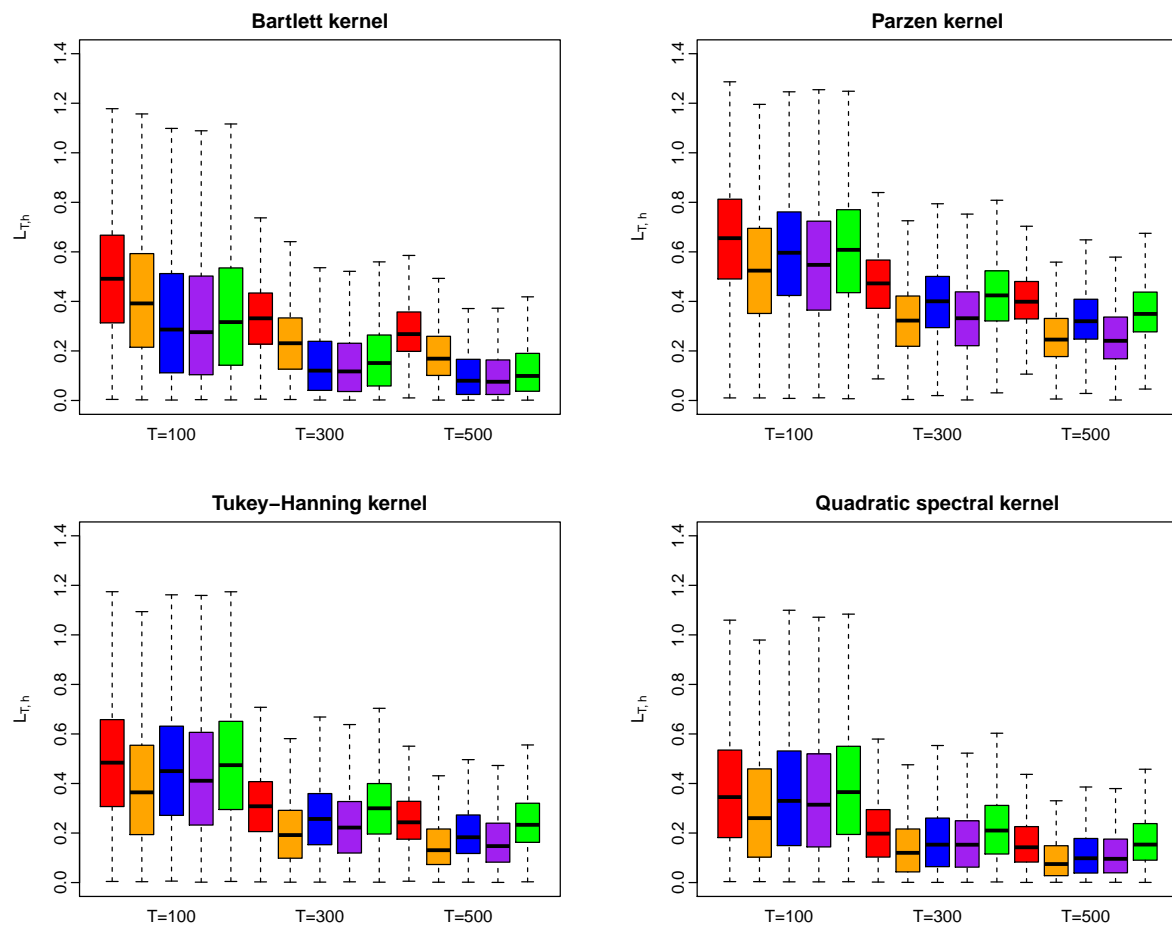 Bartlett kernel
L_T,h
0.0 0.2 0.4 0.6 0.8 1.0 1.2 1.4
T=100 T=300 T=500
Parzen kernel
L_T, h
0.0 0.2 0.4 0.6 0.8 1.0 1.2 1.4
T=100 T=300 T=500
Tukey−Hanning kernel
L_T, h
0.0 0.2 0.4 0.6 0.8 1.0 1.2 1.4
T=100 T=300 T=500
Quadratic spectral kernel
L_T, h
0.0 0.2 0.4 0.6 0.8 1.0 1.2 1.4
T=100 T=300 T=500